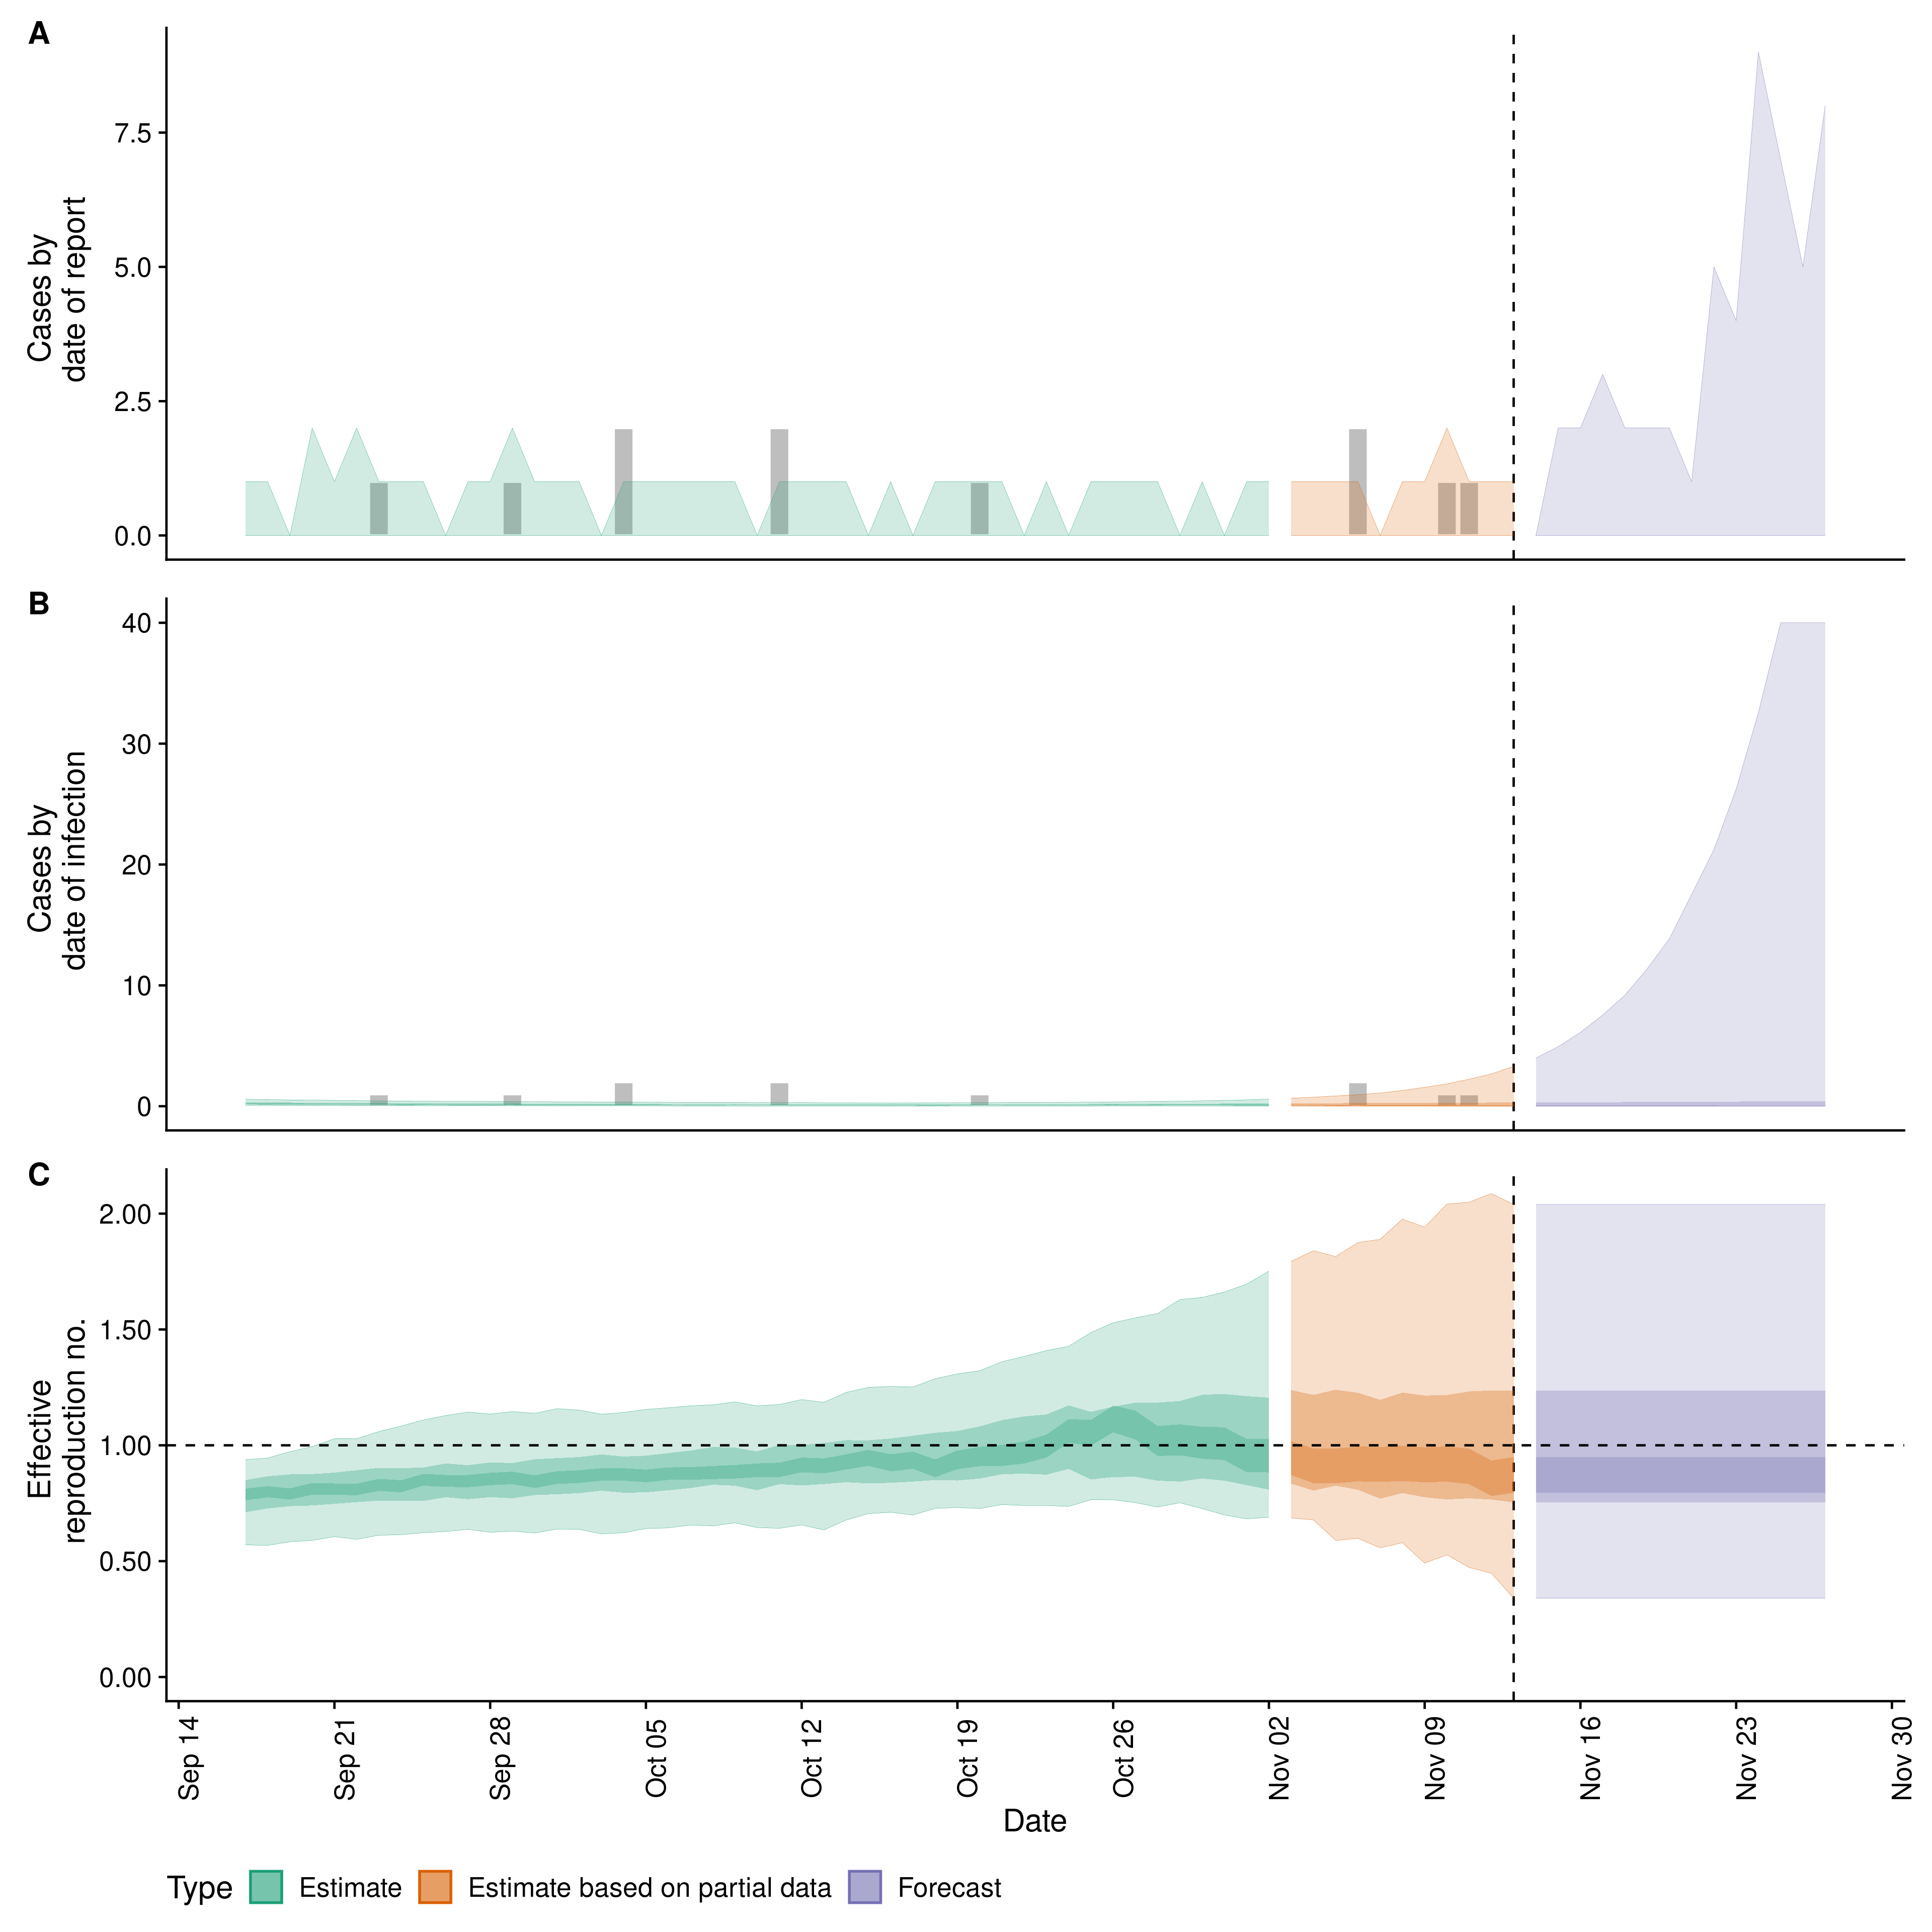 A
Cases by
date of report
7.5
5.0
2.5
0.0
B
Cases by
date of infection
40
30
20
10
0
C
Effective
reproduction no.
2.00
1.50
1.00
0.50
0.00
Sep 14
Sep 21
Sep 28
Oct 05
Oct 12
Oct 19
Oct 26
Nov 02
Nov 09
Nov 16
Nov 23
Nov 30
Date
Type Estimate Estimate based on partial data Forecast